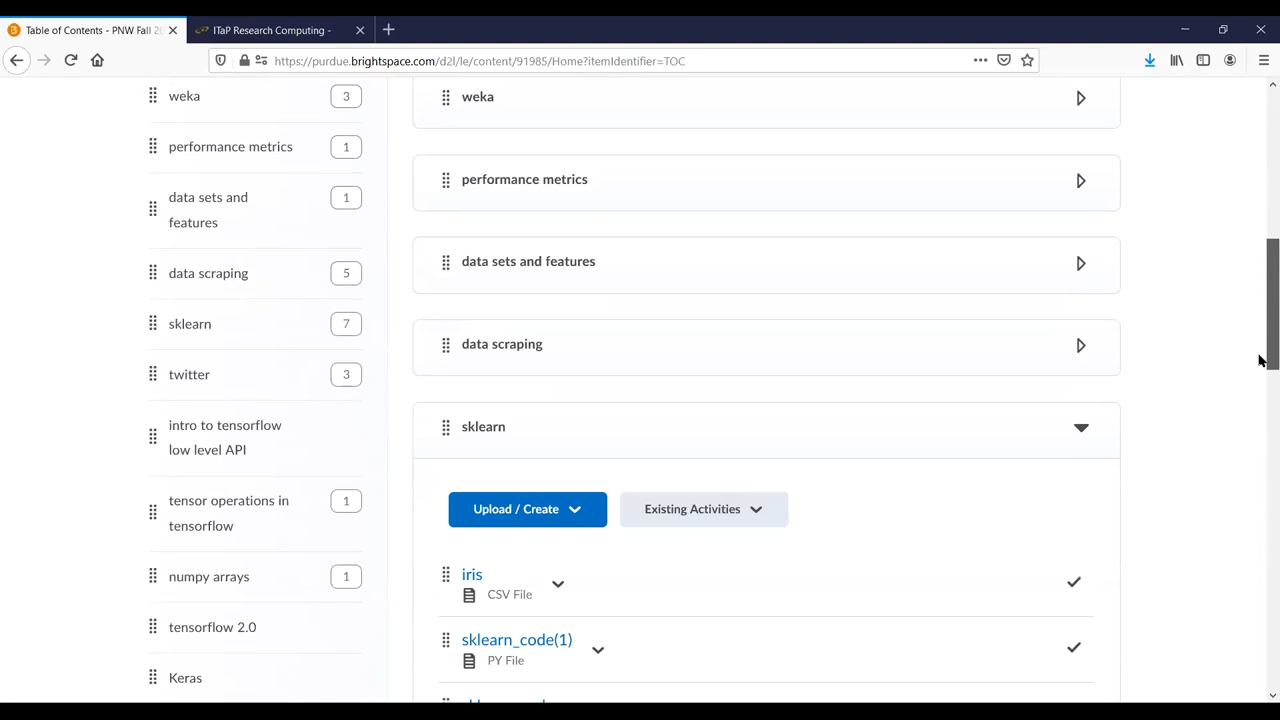 Table of Contents - PNW Fall 20
ITaP Research Computing -
https://purdue.brightspace.com/d2l/le/content/91985/Home?itemIdentifier=TOC
weka
3
performance metrics
1
data sets and
features
1
data scraping
5
sklearn
7
twitter
3
intro to tensorflow
low level API
tensor operations in
tensorflow
1
numpy arrays
1
tensorflow 2.0
Keras
weka
performance metrics
data sets and features
data scraping
sklearn
Upload / Create
Existing Activities
iris
CSV File
sklearn_code(1)
PY File